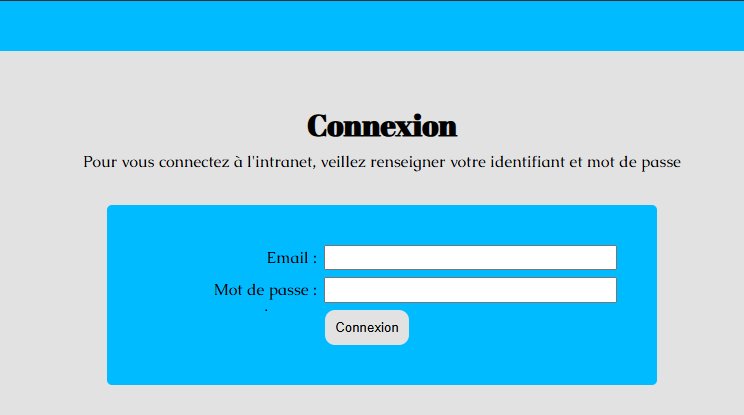 Connexion
Pour vous connectez à l'intranet, veillez renseigner votre identifiant et mot de passe
Email :
Mot de passe :
.
Connexion